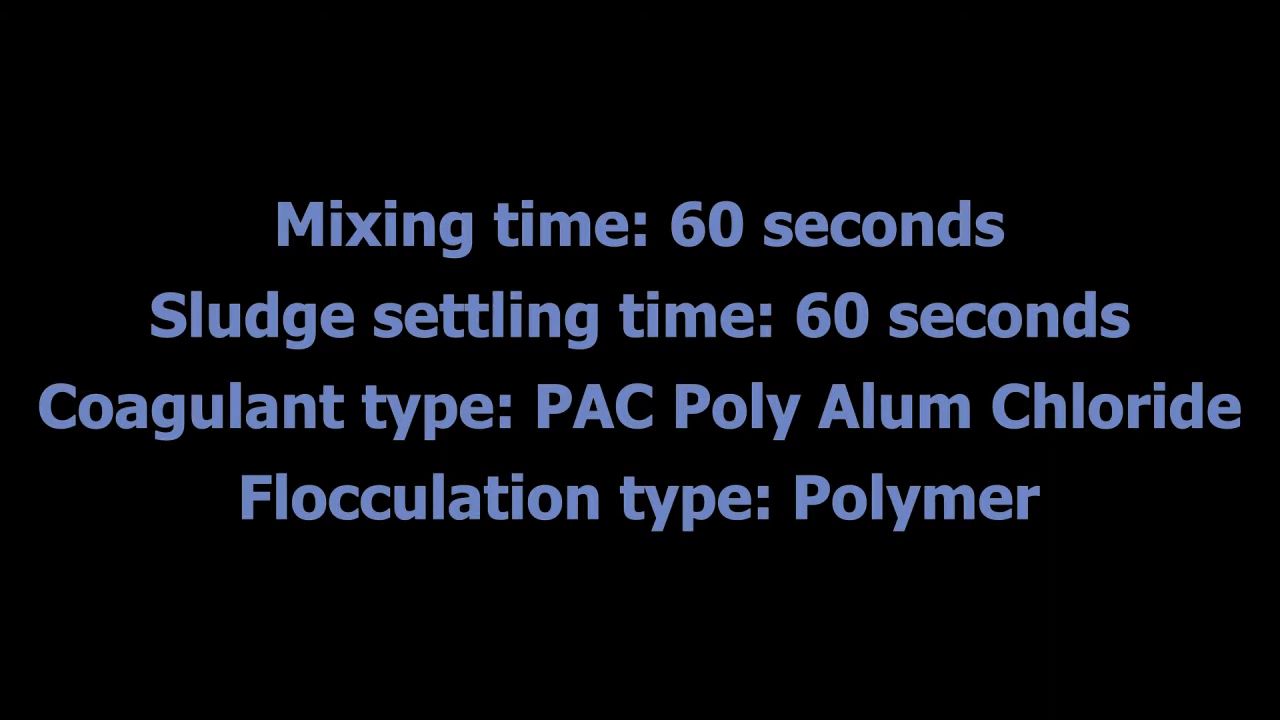 Mixing time: 60 seconds
Sludge settling time: 60 seconds
Coagulant type: PAC Poly Alum Chloride
Flocculation type: Polymer